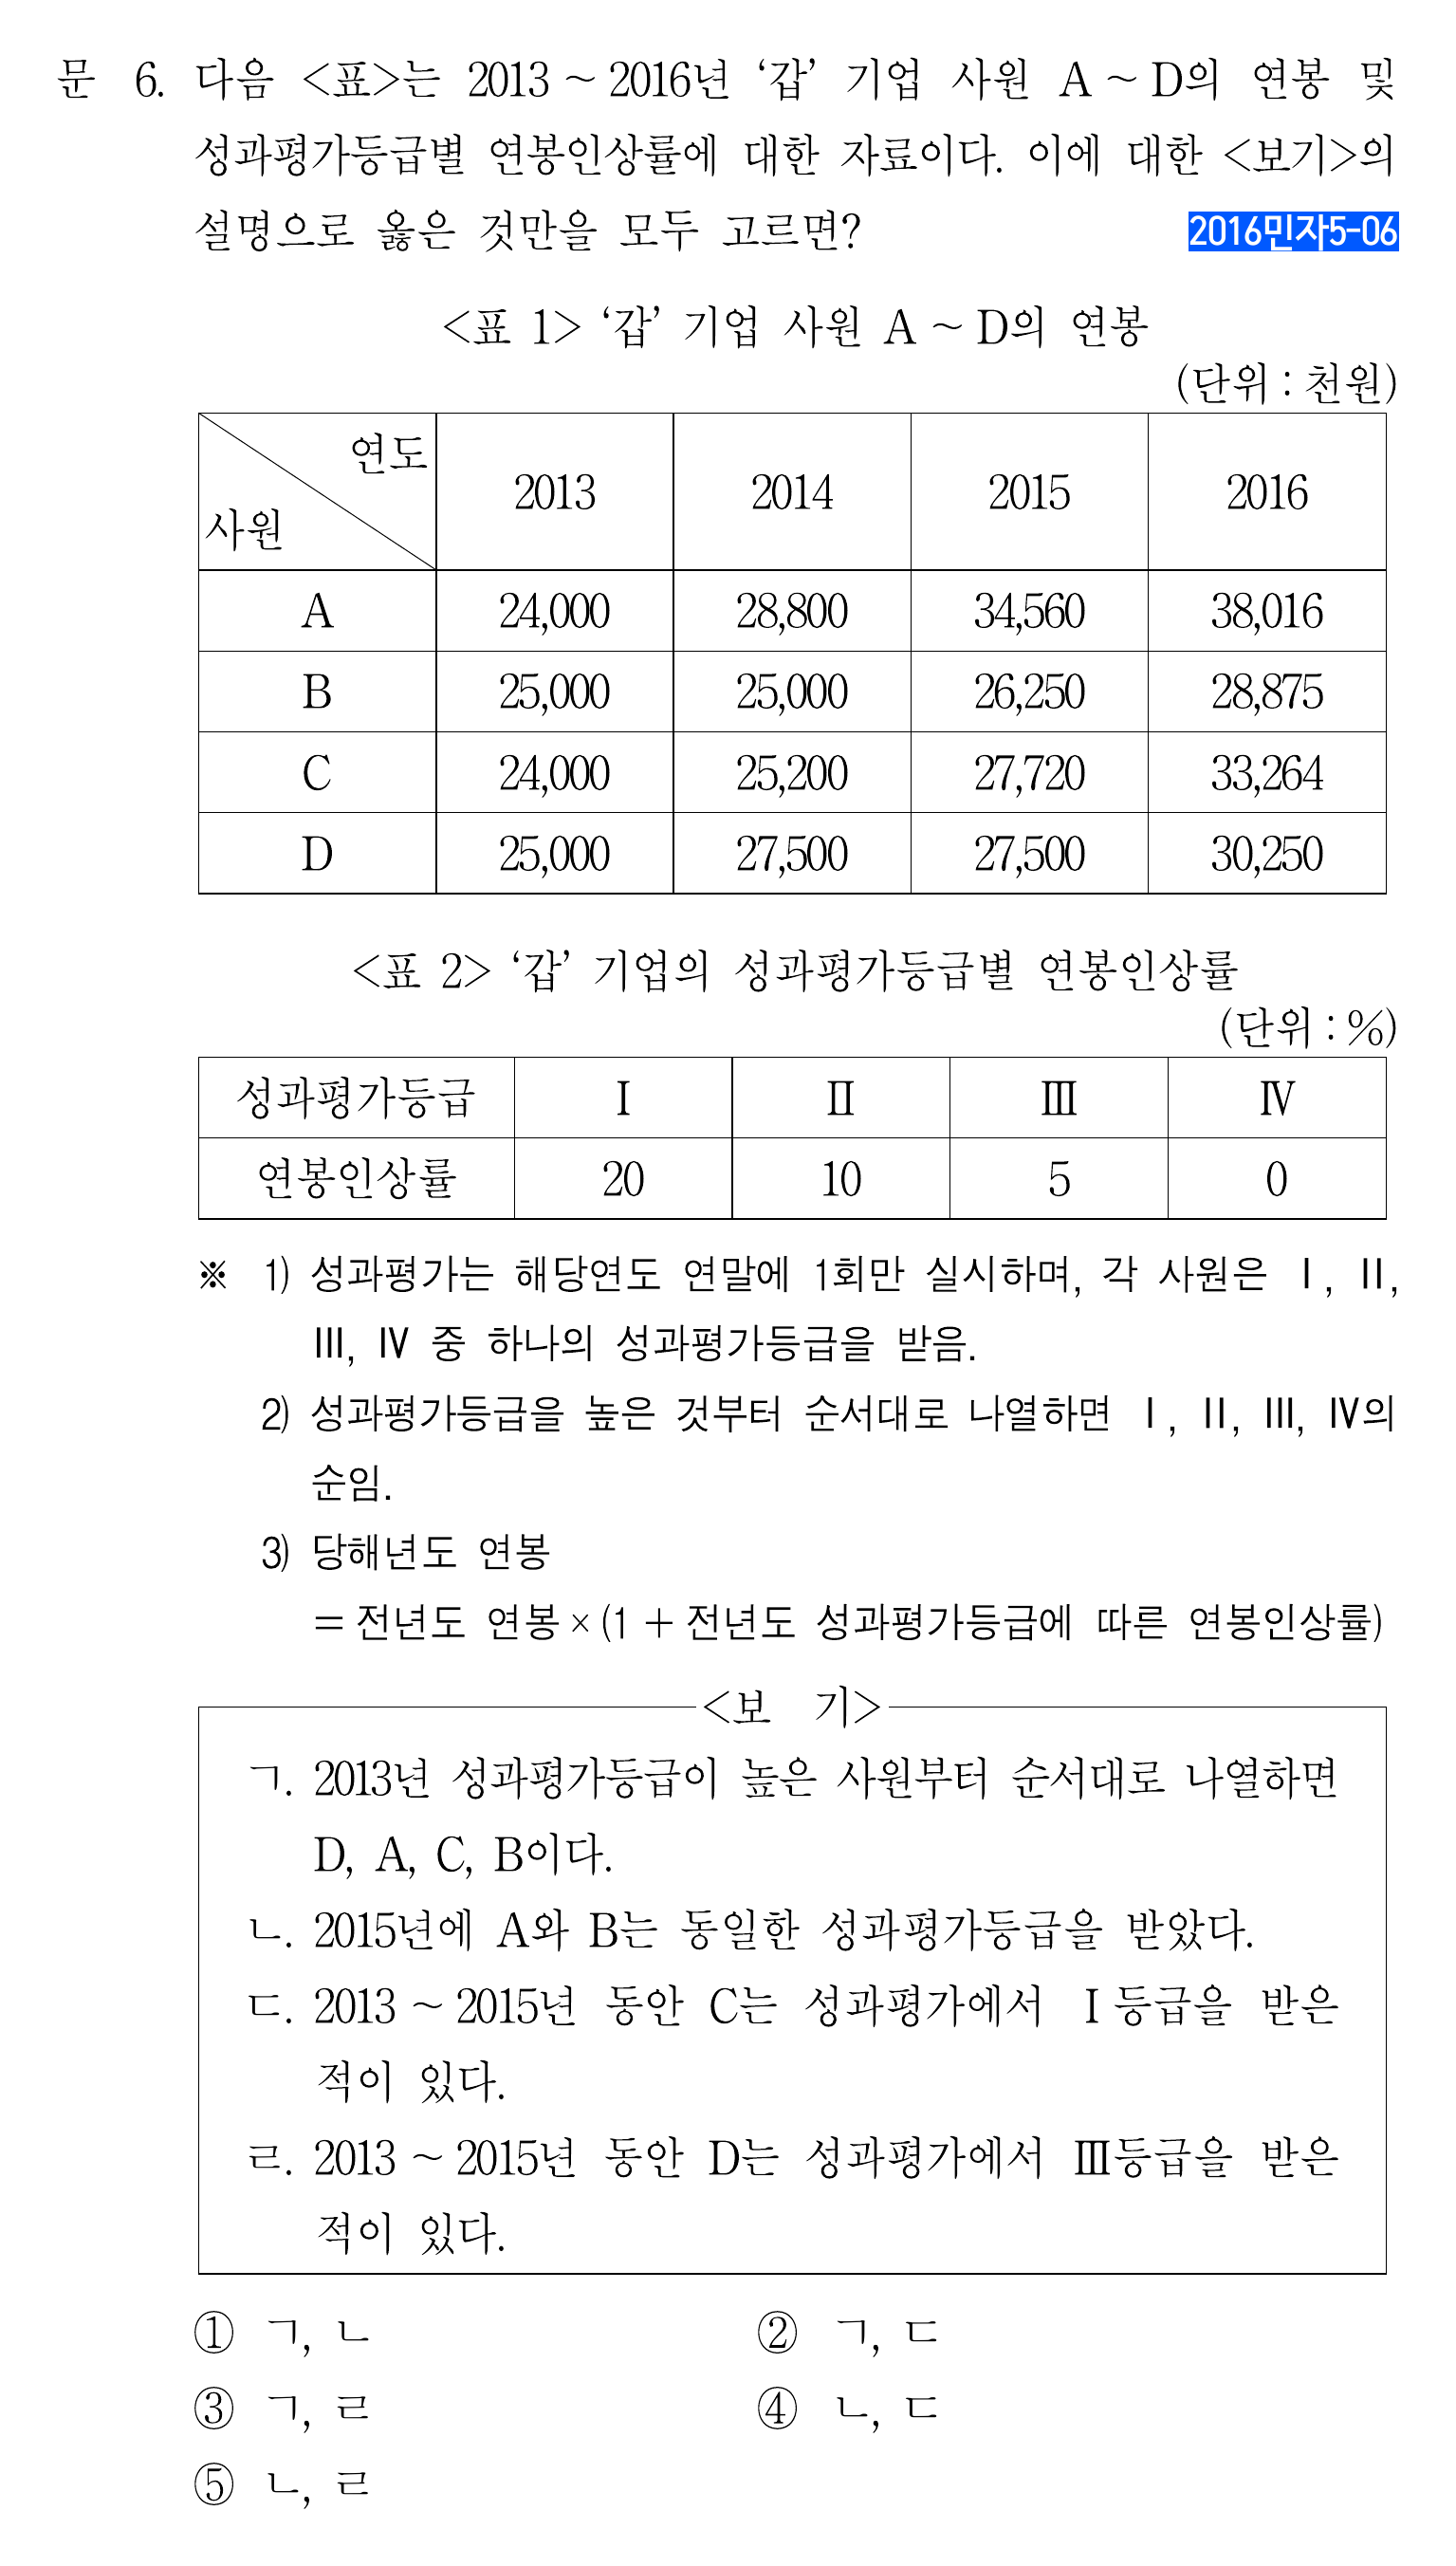 문 6. 다음 <표>는 2013 ~ 2016년 ‘갑’ 기업 사원 A ~ D의 연봉 및
성과평가등급별 연봉인상률에 대한 자료이다. 이에 대한 <보기>의
설명으로 옳은 것만을 모두 고르면? 2016민자5-06
<표 1> ‘갑’ 기업 사원 A ~ D의 연봉
(단위 : 천원)
연도
사원 2013 2014 2015 2016
A 24,000 28,800 34,560 38,016
B 25,000 25,000 26,250 28,875
C 24,000 25,200 27,720 33,264
D 25,000 27,500 27,500 30,250
<표 2> ‘갑’ 기업의 성과평가등급별 연봉인상률
(단위 : %)
성과평가등급 Ⅰ Ⅱ Ⅲ Ⅳ
연봉인상률 20 10 5 0
※ 1) 성과평가는 해당연도 연말에 1회만 실시하며, 각 사원은 Ⅰ, Ⅱ,
Ⅲ, Ⅳ 중 하나의 성과평가등급을 받음.
2) 성과평가등급을 높은 것부터 순서대로 나열하면 Ⅰ, Ⅱ, Ⅲ, Ⅳ의
순임.
3) 당해년도 연봉
= 전년도 연봉 × (1 + 전년도 성과평가등급에 따른 연봉인상률)
<보 기>
ㄱ. 2013년 성과평가등급이 높은 사원부터 순서대로 나열하면
D, A, C, B이다.
ㄴ. 2015년에 A와 B는 동일한 성과평가등급을 받았다.
ㄷ. 2013 ~ 2015년 동안 C는 성과평가에서 Ⅰ등급을 받은
적이 있다.
ㄹ. 2013 ~ 2015년 동안 D는 성과평가에서 Ⅲ등급을 받은
적이 있다.
① ㄱ, ㄴ ② ㄱ, ㄷ
③ ㄱ, ㄹ ④ ㄴ, ㄷ
⑤ ㄴ, ㄹ